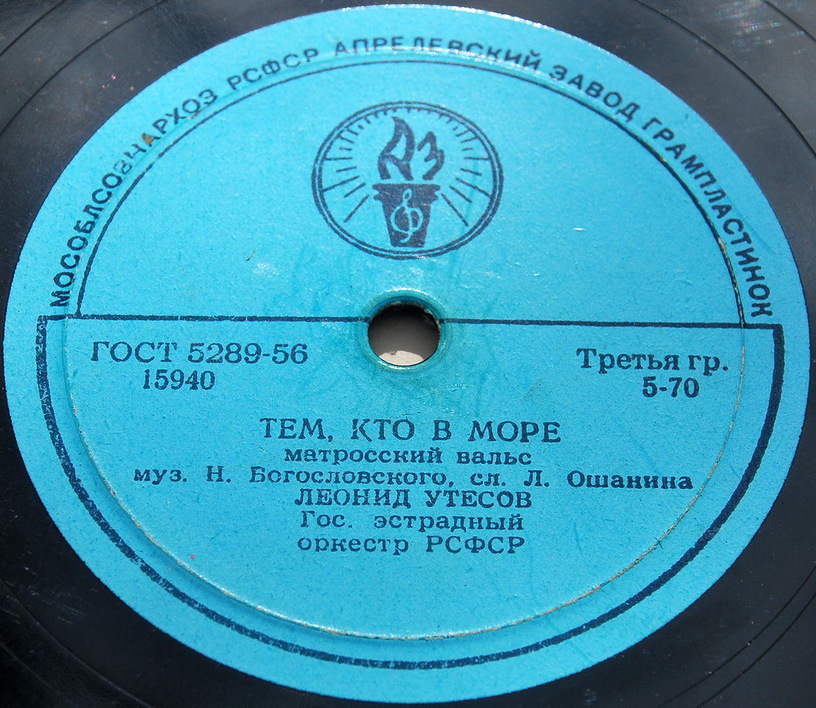 МОСОБЛСОВНАРХОЗ РСФСР АПРЕЛЕВСКИЙ ЗАВОД ГРАМПЛАСТИНОК
АЗ
ГОСТ 5289-56
15940
Третья гр.
5-70
ТЕМ, КТО В МОРЕ
матросский вальс
муз. Н. Богословского, сл. Л. Ошанина
ЛЕОНИД УТЕСОВ
Гос. эстрадный
оркестр РСФСР